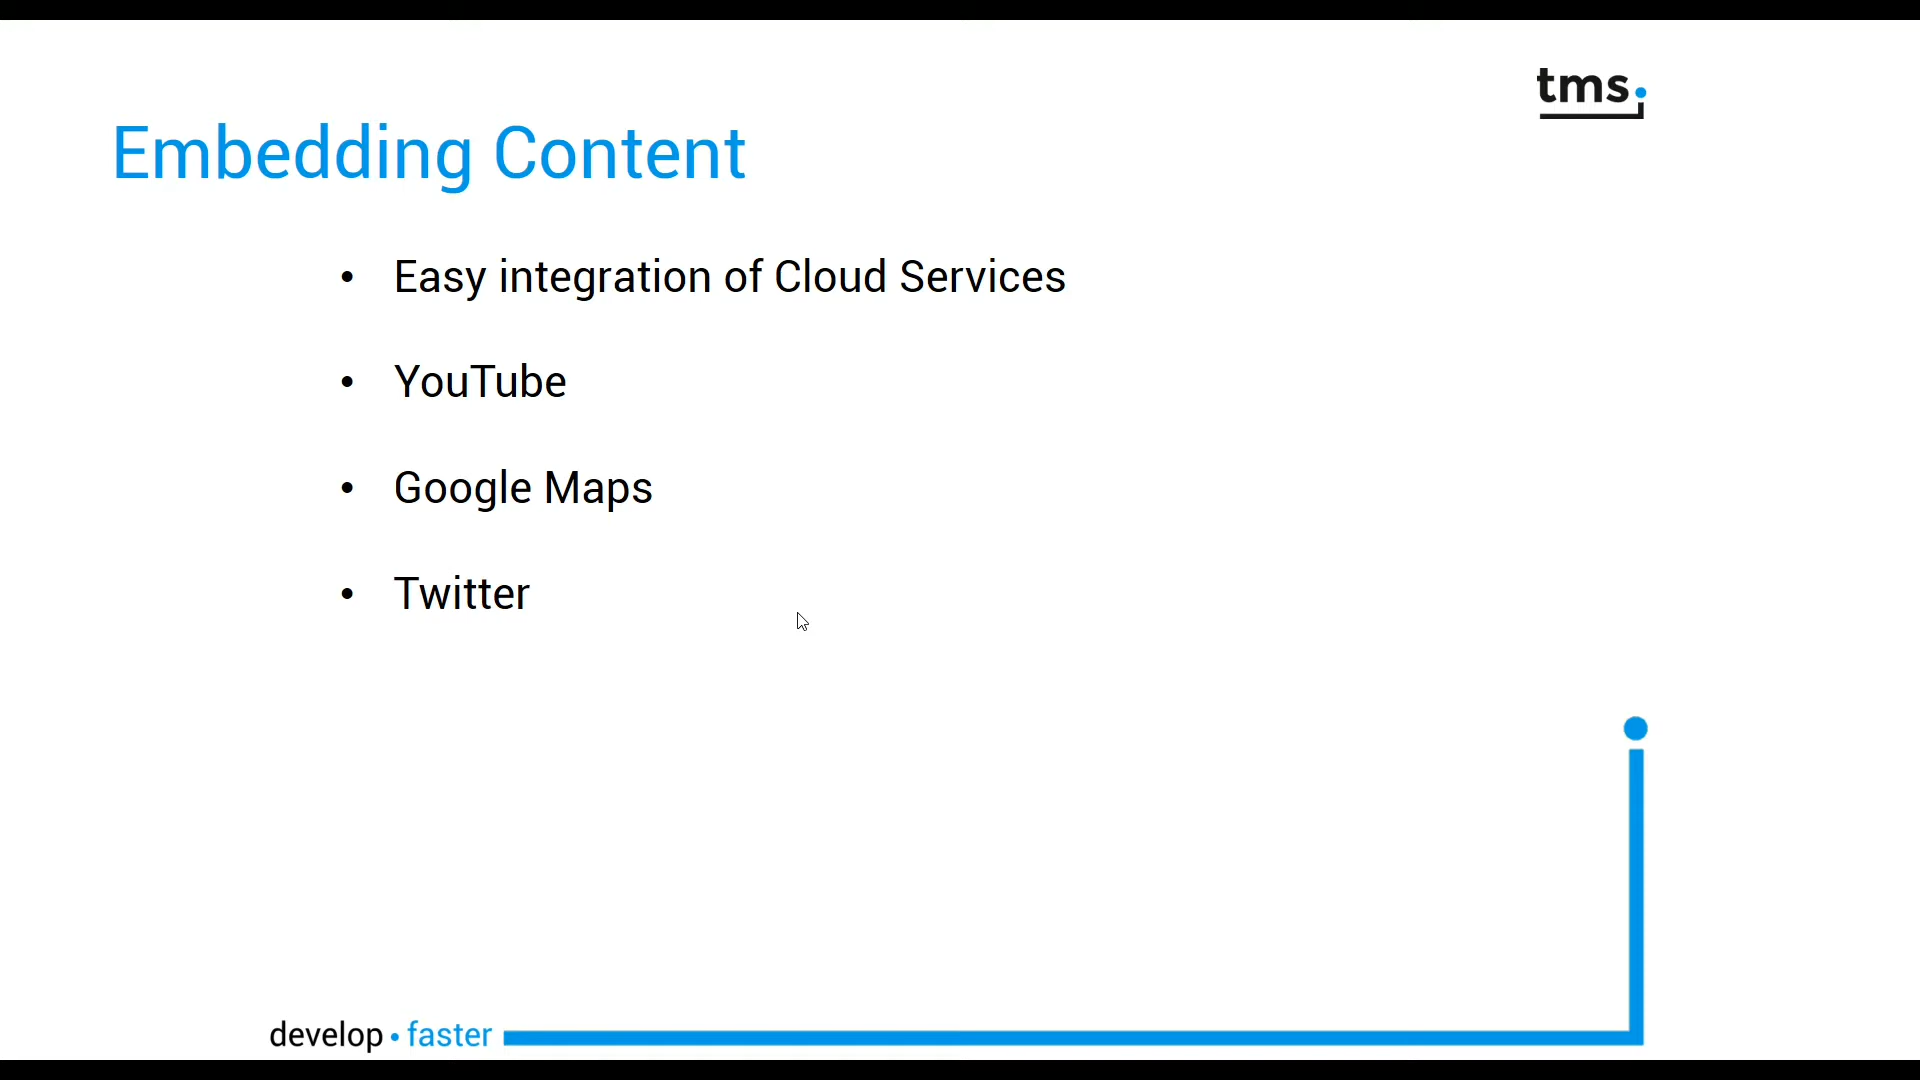 tms.
Embedding Content
• Easy integration of Cloud Services
• YouTube
• Google Maps
• Twitter
develop • faster